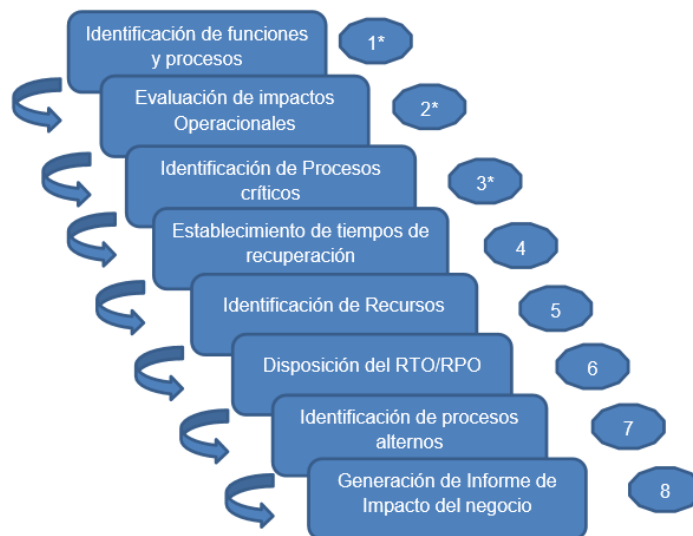 Identificación de funciones
y procesos
1*
Evaluación de impactos
Operacionales
2*
Identificación de Procesos
críticos
3*
Establecimiento de tiempos de
recuperación
4
Identificación de Recursos
5
Disposición del RTO/RPO
6
Identificación de procesos
alternos
7
Generación de Informe de
Impacto del negocio
8